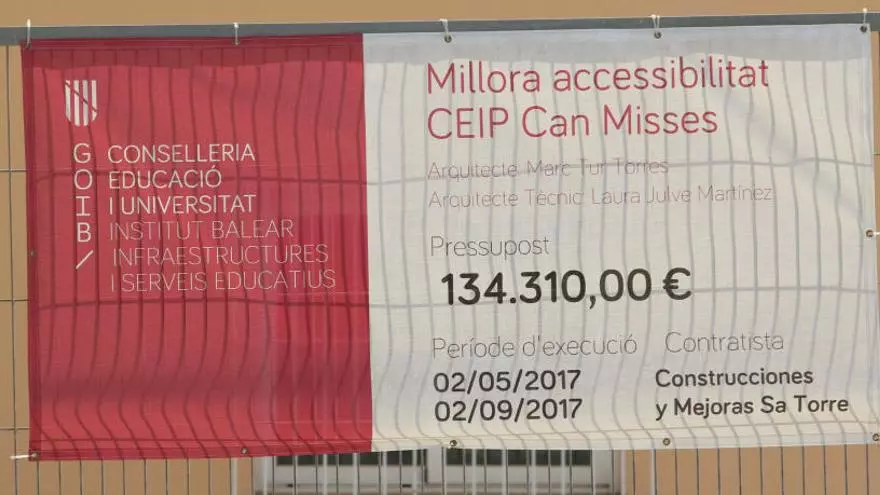 GOIB/
CONSELLERIA
EDUCACIÓ
I UNIVERSITAT
INSTITUT BALEAR
INFRAESTRUCTURES
I SERVEIS EDUCATIUS
Millora accessibilitat
CEIP Can Misses
Arquitecte Marc Tur Torres
Arquitecte Tècnic Laura Julve Martínez
Pressupost
134.310,00 €
Període d'execució
02/05/2017
02/09/2017
Contratista
Construcciones
y Mejoras Sa Torre